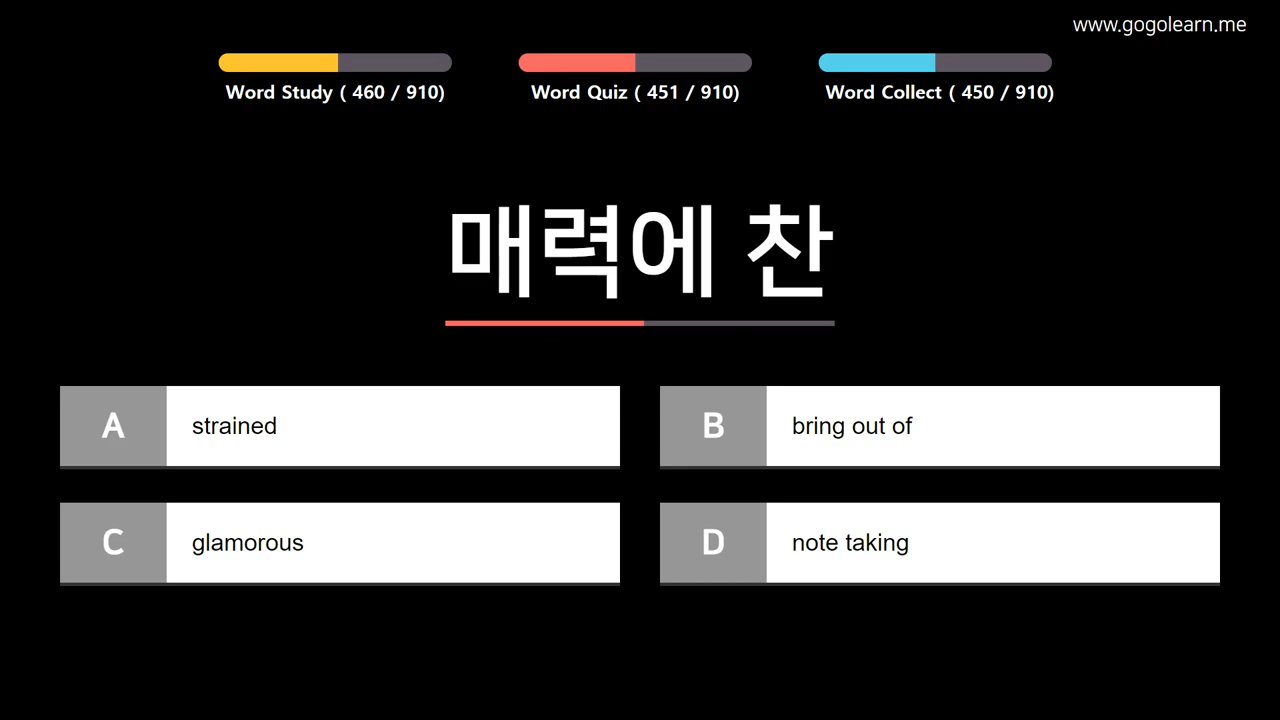 www.gogolearn.me
Word Study ( 460 / 910)
Word Quiz ( 451 / 910)
Word Collect ( 450 / 910)
매력에 찬
A strained
B bring out of
C glamorous
D note taking